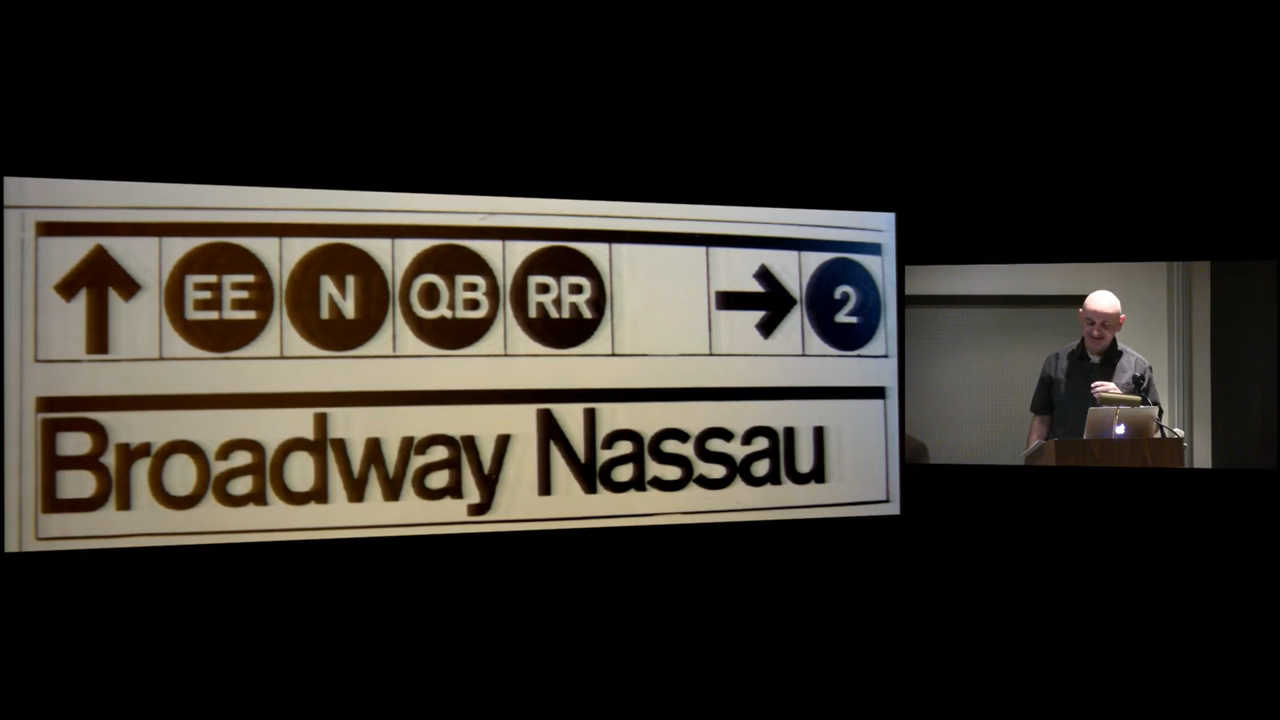 ↑ EE N QB RR → 2
Broadway Nassau